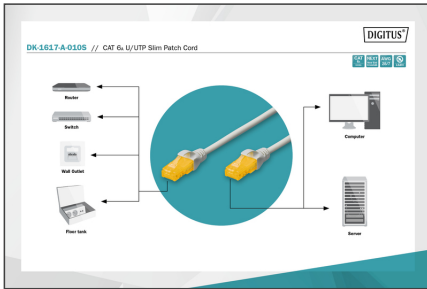 DIGITUS®
DK-1617-A-010S // CAT 6A U/UTP Slim Patch Cord
Router
Switch
Wall Outlet
Floor tank
Computer
Server